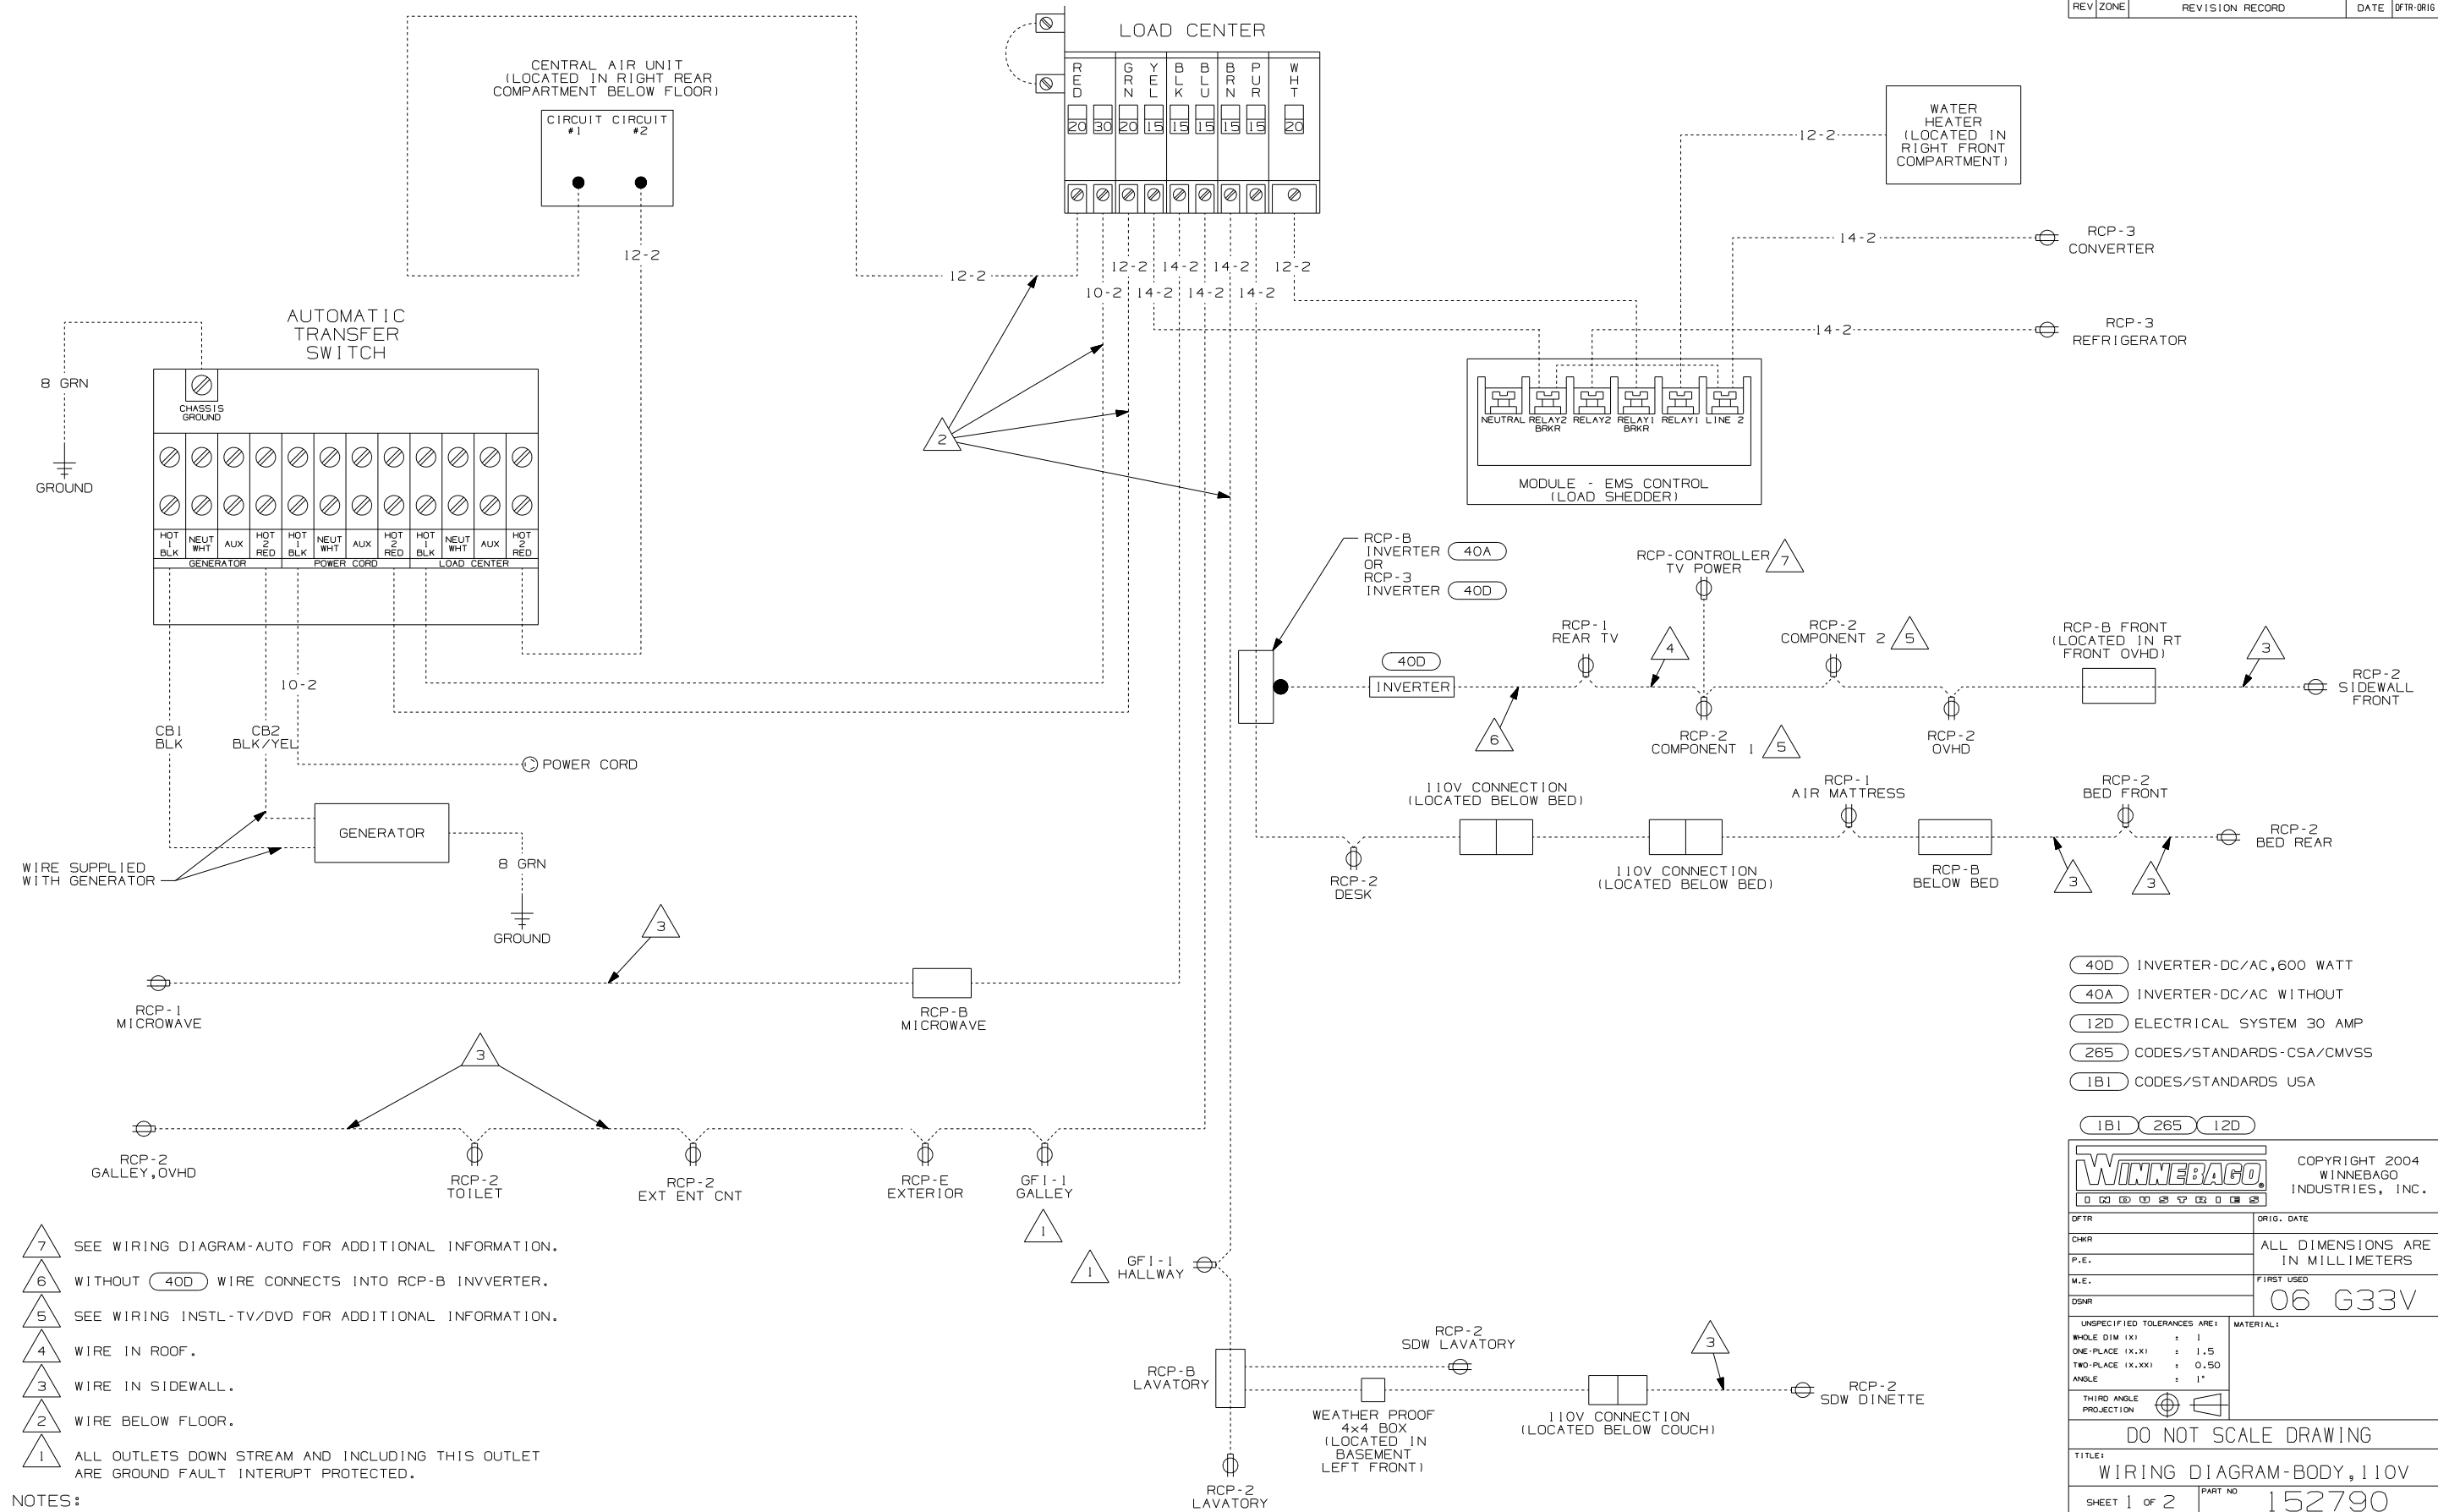 REV ZONE REVISION RECORD DATE DFTR-ORIG
LOAD CENTER
RED
GRN
YEL
BLK
BLU
BRN
PUR
WHT
20 30 20 15 15 15 15 15 20
CENTRAL AIR UNIT
(LOCATED IN RIGHT REAR
COMPARTMENT BELOW FLOOR)
CIRCUIT #1
CIRCUIT #2
WATER
HEATER
(LOCATED IN
RIGHT FRONT
COMPARTMENT)
12-2
14-2
RCP-3
CONVERTER
12-2
12-2
12-2 14-2 14-2 12-2
10-2 14-2 14-2 14-2
14-2
RCP-3
REFRIGERATOR
AUTOMATIC
TRANSFER
SWITCH
8 GRN
GROUND
CHASSIS
GROUND
HOT 1 BLK
NEUT WHT
AUX
HOT 2 RED
HOT 1 BLK
NEUT WHT
AUX
HOT 2 RED
HOT 1 BLK
NEUT WHT
AUX
HOT 2 RED
GENERATOR
POWER CORD
LOAD CENTER
2
NEUTRAL
RELAY2 BRKR
RELAY2
RELAY1 BRKR
RELAY1
LINE 2
MODULE - EMS CONTROL
(LOAD SHEDDER)
RCP-B
INVERTER 40A
OR
RCP-3
INVERTER 40D
RCP-CONTROLLER
TV POWER
7
RCP-1
REAR TV
4
RCP-2
COMPONENT 2
5
RCP-B FRONT
(LOCATED IN RT
FRONT OVHD)
3
40D
INVERTER
RCP-2
SIDEWALL
FRONT
6
RCP-2
COMPONENT 1
5
RCP-2
OVHD
10-2
CB1
BLK
CB2
BLK/YEL
POWER CORD
GENERATOR
8 GRN
GROUND
WIRE SUPPLIED
WITH GENERATOR
110V CONNECTION
(LOCATED BELOW BED)
RCP-1
AIR MATTRESS
RCP-2
BED FRONT
RCP-2
BED REAR
RCP-2
DESK
110V CONNECTION
(LOCATED BELOW BED)
RCP-B
BELOW BED
3
3
3
RCP-1
MICROWAVE
RCP-B
MICROWAVE
3
RCP-2
GALLEY,OVHD
RCP-2
TOILET
RCP-2
EXT ENT CNT
RCP-E
EXTERIOR
GFI-1
GALLEY
1
40D INVERTER-DC/AC,600 WATT
40A INVERTER-DC/AC WITHOUT
12D ELECTRICAL SYSTEM 30 AMP
265 CODES/STANDARDS-CSA/CMVSS
1B1 CODES/STANDARDS USA
1B1 265 12D
1
GFI-1
HALLWAY
RCP-2
SDW LAVATORY
3
RCP-B
LAVATORY
RCP-2
SDW DINETTE
WEATHER PROOF
4x4 BOX
(LOCATED IN
BASEMENT
LEFT FRONT)
110V CONNECTION
(LOCATED BELOW COUCH)
RCP-2
LAVATORY
7 SEE WIRING DIAGRAM-AUTO FOR ADDITIONAL INFORMATION.
6 WITHOUT 40D WIRE CONNECTS INTO RCP-B INVVERTER.
5 SEE WIRING INSTL-TV/DVD FOR ADDITIONAL INFORMATION.
4 WIRE IN ROOF.
3 WIRE IN SIDEWALL.
2 WIRE BELOW FLOOR.
1 ALL OUTLETS DOWN STREAM AND INCLUDING THIS OUTLET
ARE GROUND FAULT INTERUPT PROTECTED.
NOTES:
WINNEBAGO®
INDUSTRIES
COPYRIGHT 2004
WINNEBAGO
INDUSTRIES, INC.
DFTR
ORIG. DATE
CHKR
ALL DIMENSIONS ARE
IN MILLIMETERS
P.E.
M.E.
FIRST USED
06 G33V
DSNR
UNSPECIFIED TOLERANCES ARE:
MATERIAL:
WHOLE DIM (X) ± 1
ONE-PLACE (X.X) ± 1.5
TWO-PLACE (X.XX) ± 0.50
ANGLE ± 1°
THIRD ANGLE
PROJECTION
DO NOT SCALE DRAWING
TITLE:
WIRING DIAGRAM-BODY,110V
SHEET 1 OF 2
PART NO
152790